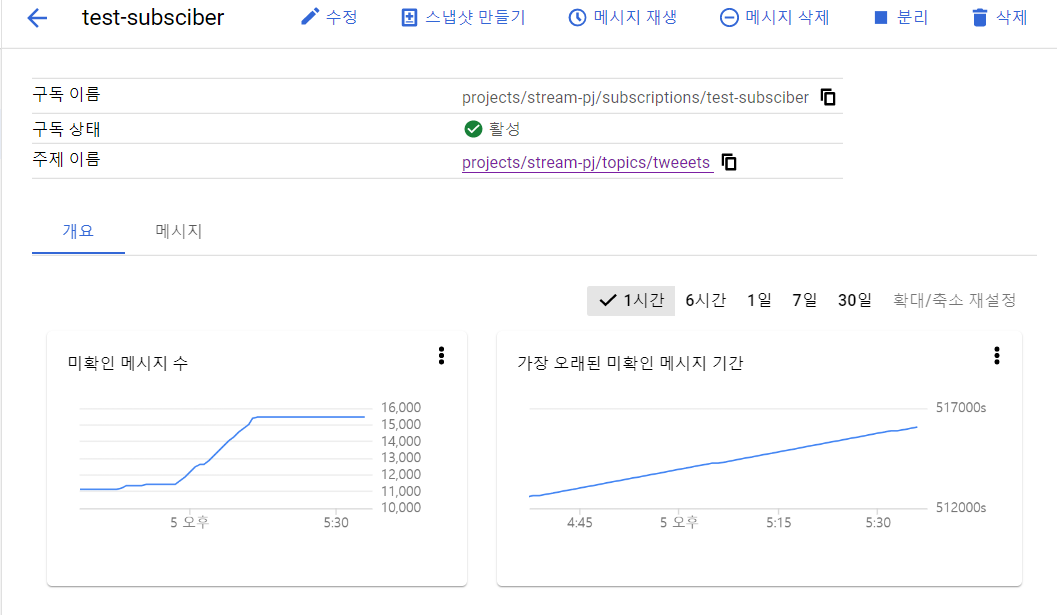 test-subsciber 수정 스냅샷 만들기 메시지 재생 메시지 삭제 분리 삭제
구독 이름 projects/stream-pj/subscriptions/test-subsciber
구독 상태 활성
주제 이름 projects/stream-pj/topics/tweeets
개요 메시지
1시간 6시간 1일 7일 30일 확대/축소 재설정
미확인 메시지 수
16,000
15,000
14,000
13,000
12,000
11,000
10,000
5 오후 5:30
가장 오래된 미확인 메시지 기간
517000s
512000s
4:45 5 오후 5:15 5:30